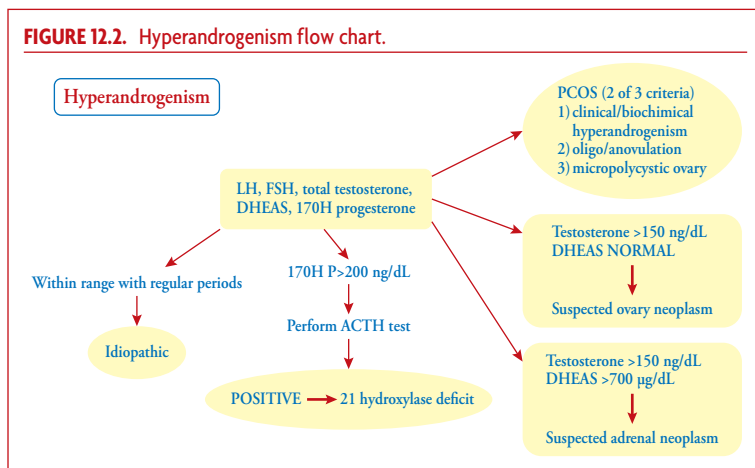 FIGURE 12.2. Hyperandrogenism flow chart.
Hyperandrogenism
PCOS (2 of 3 criteria)
1) clinical/biochimical
hyperandrogenism
2) oligo/anovulation
3) micropolycystic ovary
LH, FSH, total testosterone,
DHEAS, 170H progesterone
Testosterone >150 ng/dL
DHEAS NORMAL
Suspected ovary neoplasm
Within range with regular periods
Idiopathic
170H P>200 ng/dL
Perform ACTH test
POSITIVE 21 hydroxylase deficit
Testosterone >150 ng/dL
DHEAS >700 µg/dL
Suspected adrenal neoplasm